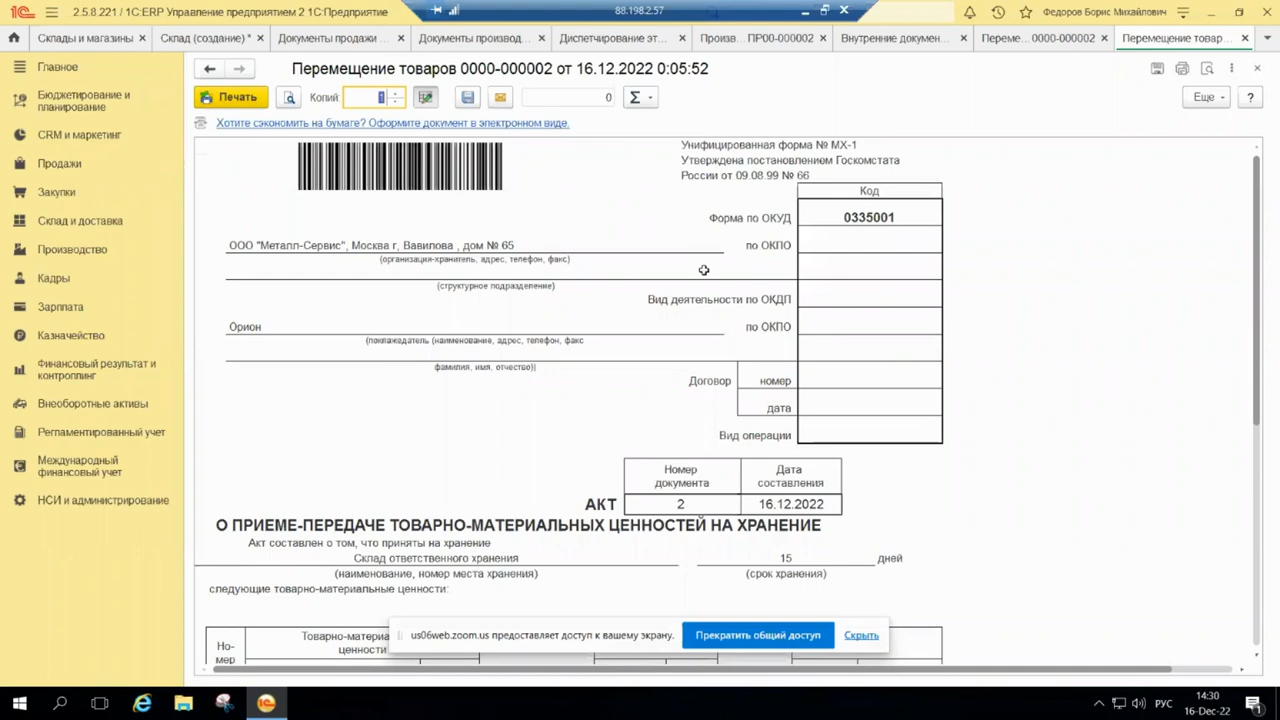 2.5.8.221 / 1С:ERP Управление предприятием 2 1С:Предприятие
88.198.2.57
Федоров Борис Михайлович
Склады и магазины
Склад (создание) *
Документы продажи ...
Документы производ...
Диспетчирование эт...
Произв... ПР00-000002
Внутренние докумен...
Переме... 0000-000002
Перемещение товар...
Главное
Бюджетирование и
планирование
CRM и маркетинг
Продажи
Закупки
Склад и доставка
Производство
Кадры
Зарплата
Казначейство
Финансовый результат и
контроллинг
Внеоборотные активы
Регламентированный учет
Международный
финансовый учет
НСИ и администрирование
Перемещение товаров 0000-000002 от 16.12.2022 0:05:52
Печать
Копий
1
0
Σ
Еще
?
Хотите сэкономить на бумаге? Оформите документ в электронном виде.
Унифицированная форма № МХ-1
Утверждена постановлением Госкомстата
России от 09.08.99 № 66
Код
Форма по ОКУД
0335001
ООО "Металл-Сервис", Москва г, Вавилова , дом № 65
по ОКПО
(организация-хранитель, адрес, телефон, факс)
(структурное подразделение)
Вид деятельности по ОКДП
Орион
по ОКПО
(поклажедатель (наименование, адрес, телефон, факс
фамилия, имя, отчество))
Договор
номер
дата
Вид операции
Номер
документа
Дата
составления
АКТ
2
16.12.2022
О ПРИЕМЕ-ПЕРЕДАЧЕ ТОВАРНО-МАТЕРИАЛЬНЫХ ЦЕННОСТЕЙ НА ХРАНЕНИЕ
Акт составлен о том, что приняты на хранение
Склад ответственного хранения
15
дней
(наименование, номер места хранения)
(срок хранения)
следующие товарно-материальные ценности:
Но-
мер
Товарно-материа
ценности
us06web.zoom.us предоставляет доступ к вашему экрану.
Прекратить общий доступ
Скрыть
РУС
14:30
16-Dec-22
1